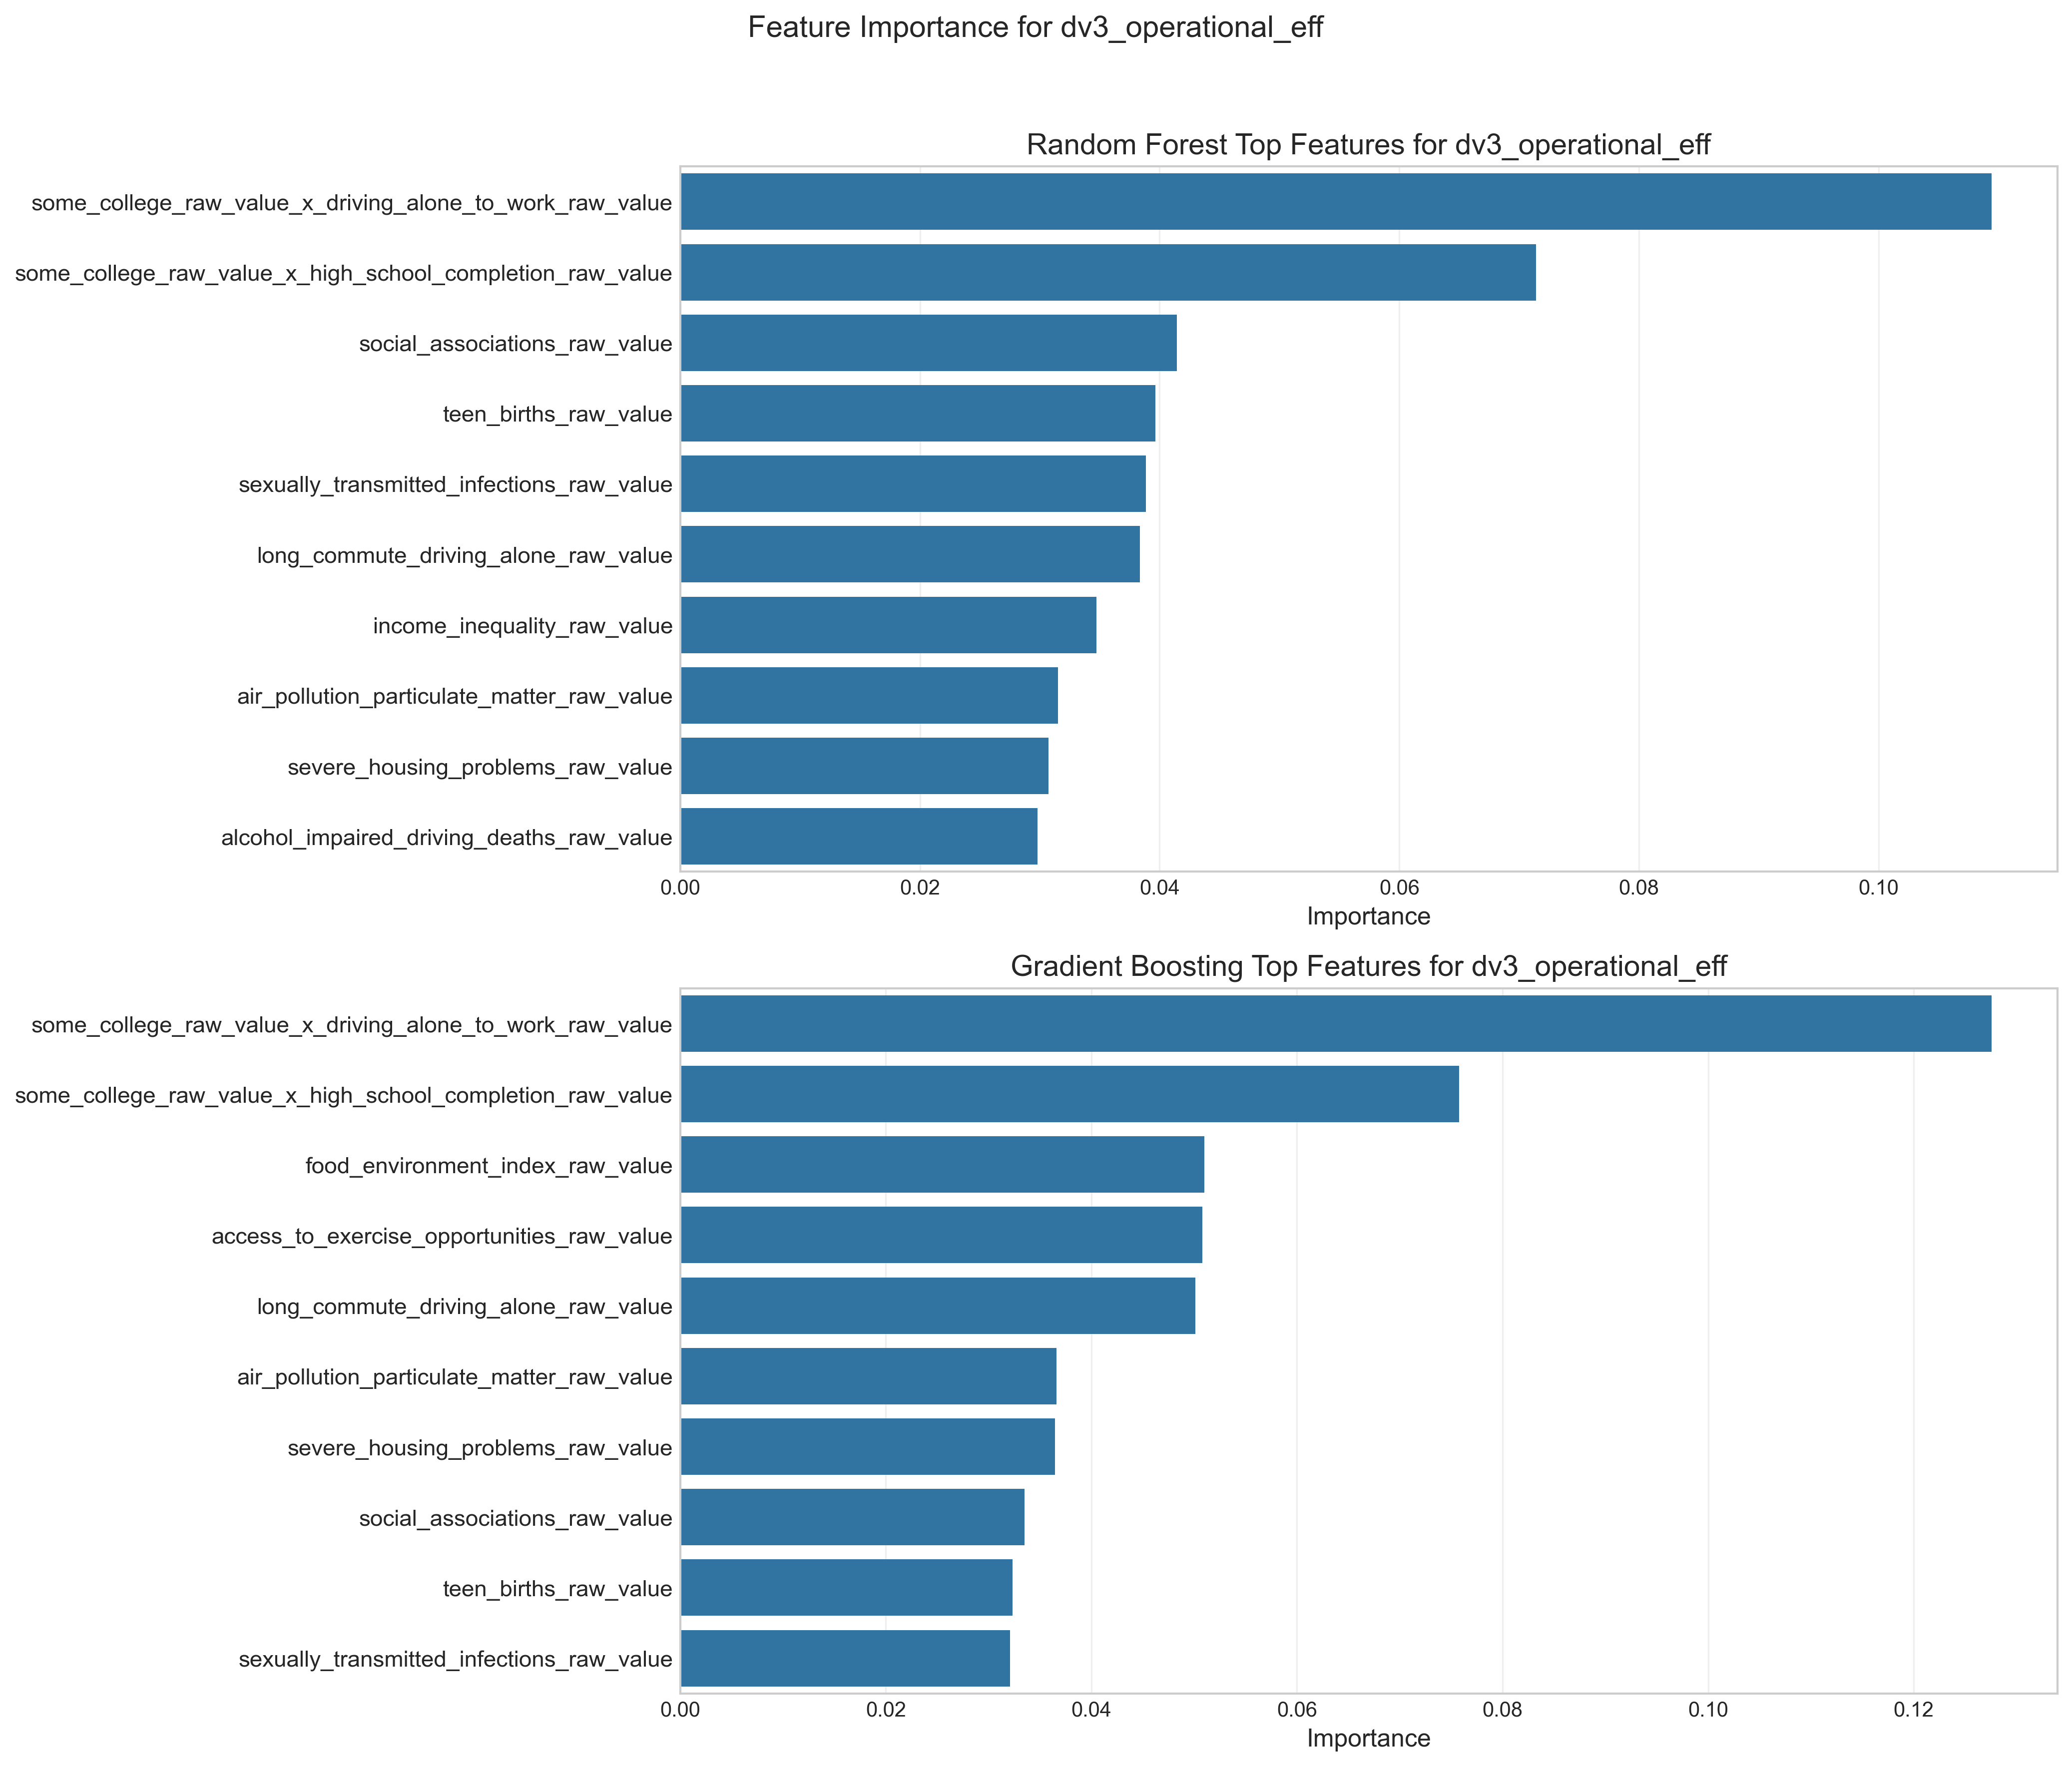 Feature Importance for dv3_operational_eff
Random Forest Top Features for dv3_operational_eff
some_college_raw_value_x_driving_alone_to_work_raw_value
some_college_raw_value_x_high_school_completion_raw_value
social_associations_raw_value
teen_births_raw_value
sexually_transmitted_infections_raw_value
long_commute_driving_alone_raw_value
income_inequality_raw_value
air_pollution_particulate_matter_raw_value
severe_housing_problems_raw_value
alcohol_impaired_driving_deaths_raw_value
0.00 0.02 0.04 0.06 0.08 0.10
Importance
Gradient Boosting Top Features for dv3_operational_eff
some_college_raw_value_x_driving_alone_to_work_raw_value
some_college_raw_value_x_high_school_completion_raw_value
food_environment_index_raw_value
access_to_exercise_opportunities_raw_value
long_commute_driving_alone_raw_value
air_pollution_particulate_matter_raw_value
severe_housing_problems_raw_value
social_associations_raw_value
teen_births_raw_value
sexually_transmitted_infections_raw_value
0.00 0.02 0.04 0.06 0.08 0.10 0.12
Importance